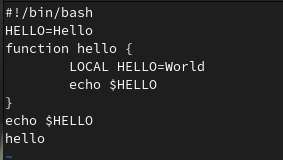 #!/bin/bash
HELLO=Hello
function hello {
        LOCAL HELLO=World
        echo $HELLO
}
echo $HELLO
hello
~